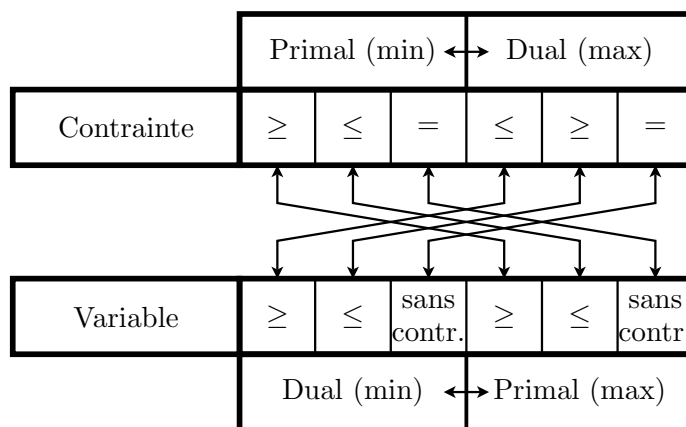 Primal (min) Dual (max)
Contrainte ≥ ≤ = ≤ ≥ =
Variable ≥ ≤ sans contr. ≥ ≤ sans contr
Dual (min) Primal (max)